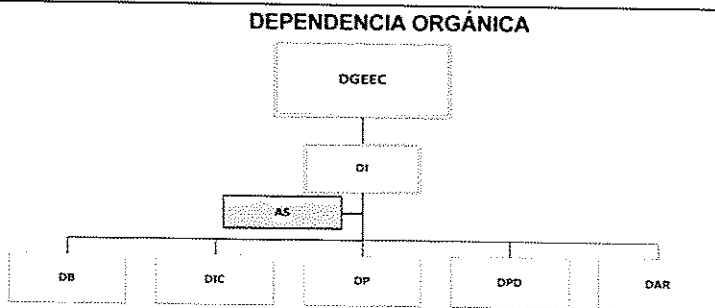 DEPENDENCIA ORGÁNICA
DGEEC
DI
AS
DB DIC DP DPD DAR